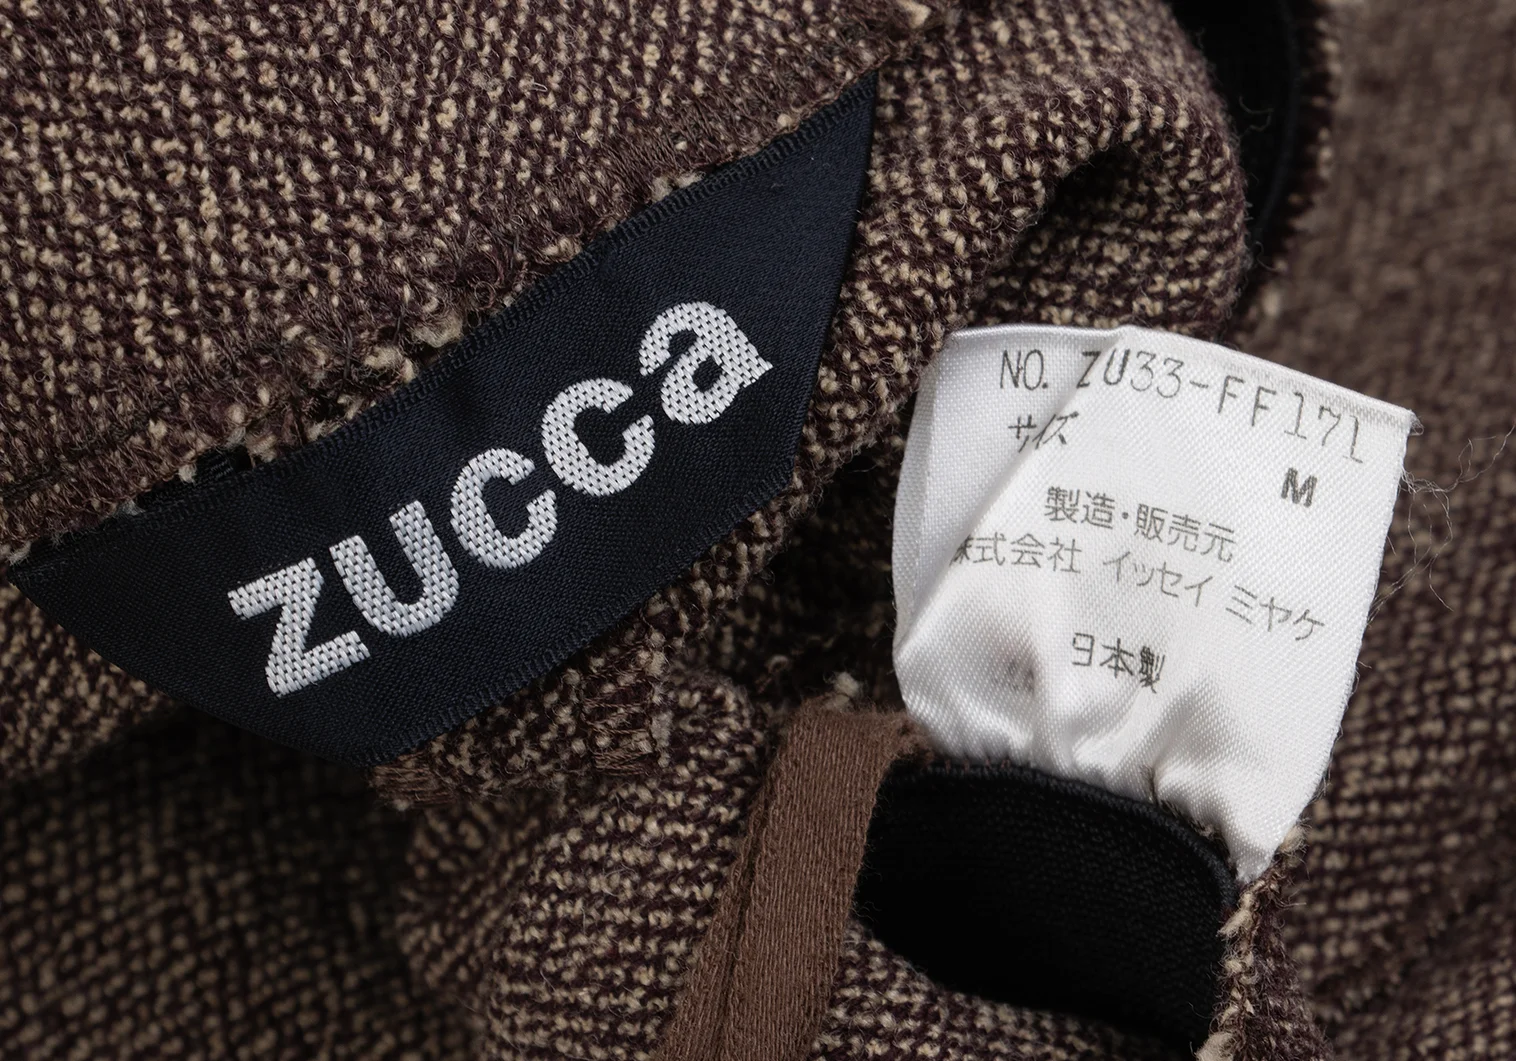 zucca
NO. ZU33-FF171
サイズ
M
製造・販売元
株式会社 イッセイ ミヤケ
日本製